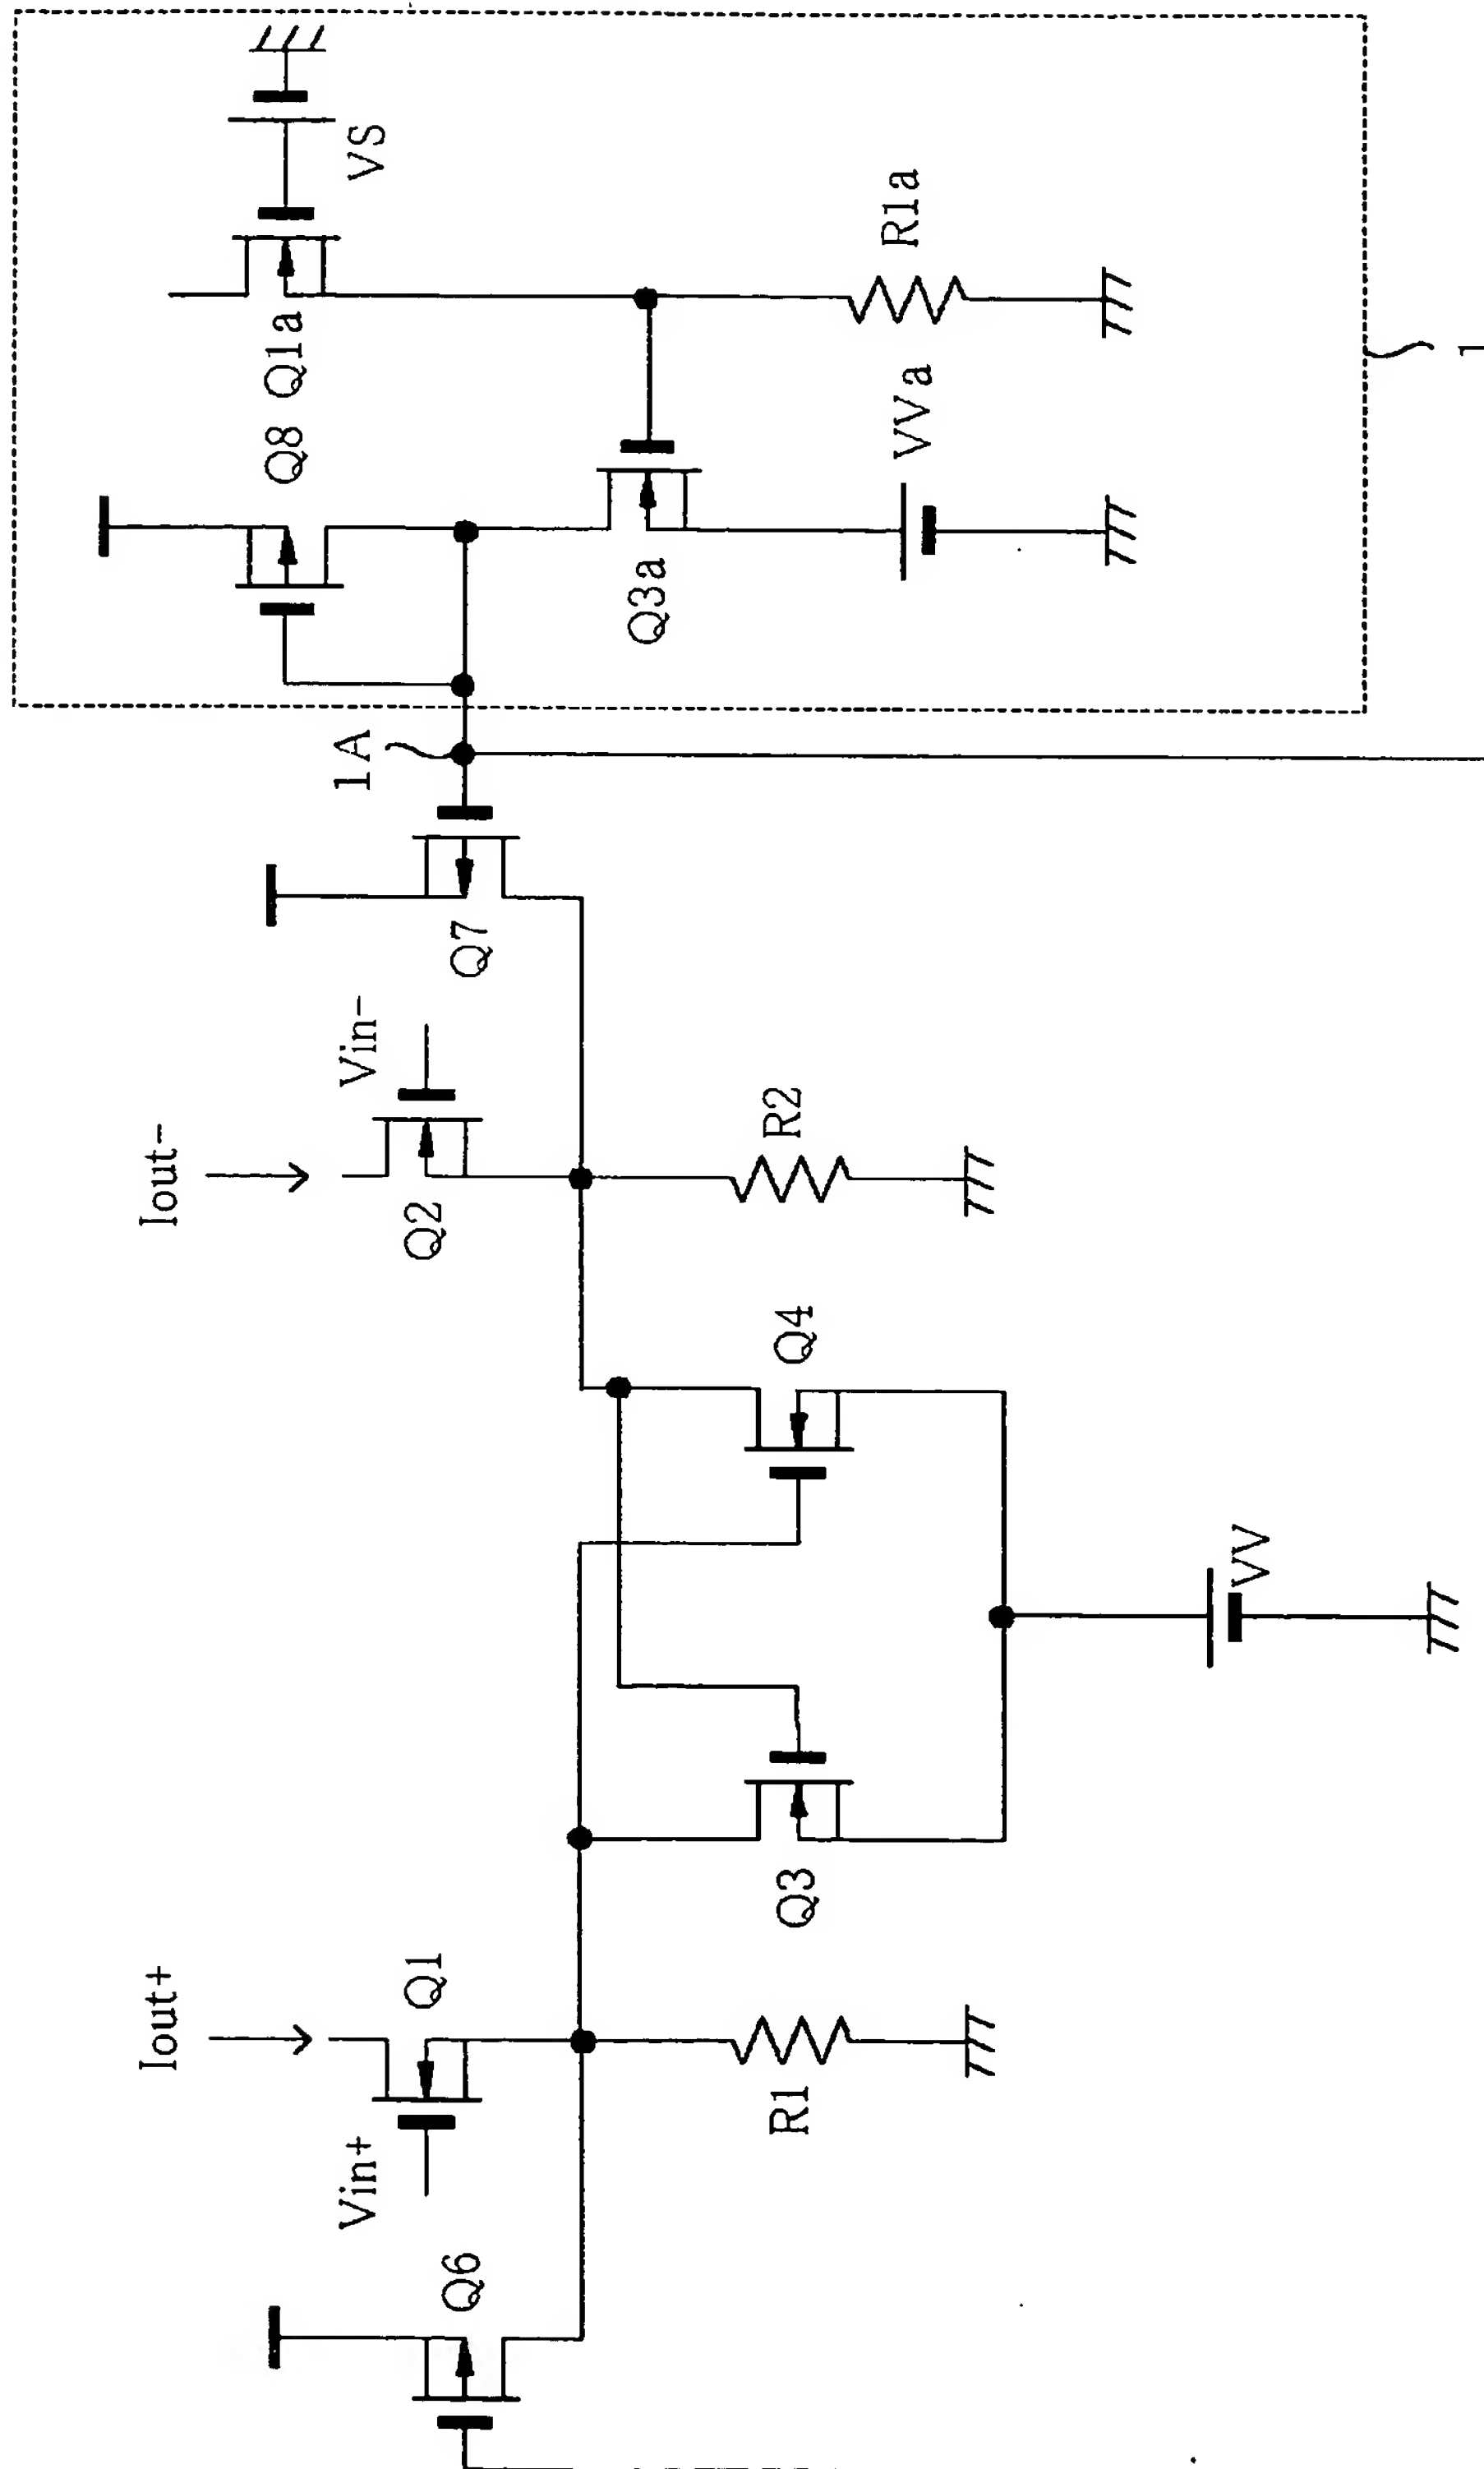 Iout+
Q6
Vin+
Q1
R1
Q3
VV
Q4
Iout-
Q2
Vin-
R2
Q7
1A
Q8
Q1a
VS
Q3a
VVa
R1a
1